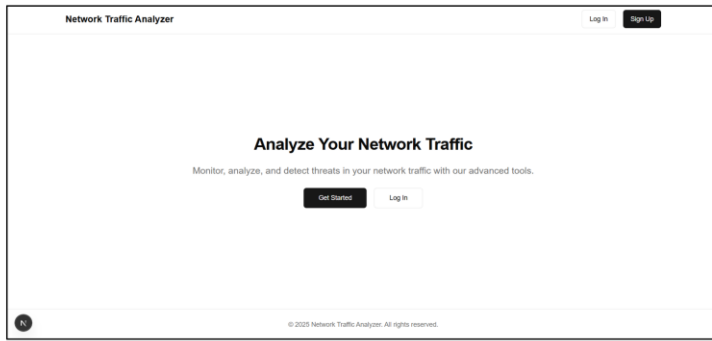 Network Traffic Analyzer
Log In
Sign Up
Analyze Your Network Traffic
Monitor, analyze, and detect threats in your network traffic with our advanced tools.
Get Started
Log In
N
© 2025 Network Traffic Analyzer. All rights reserved.